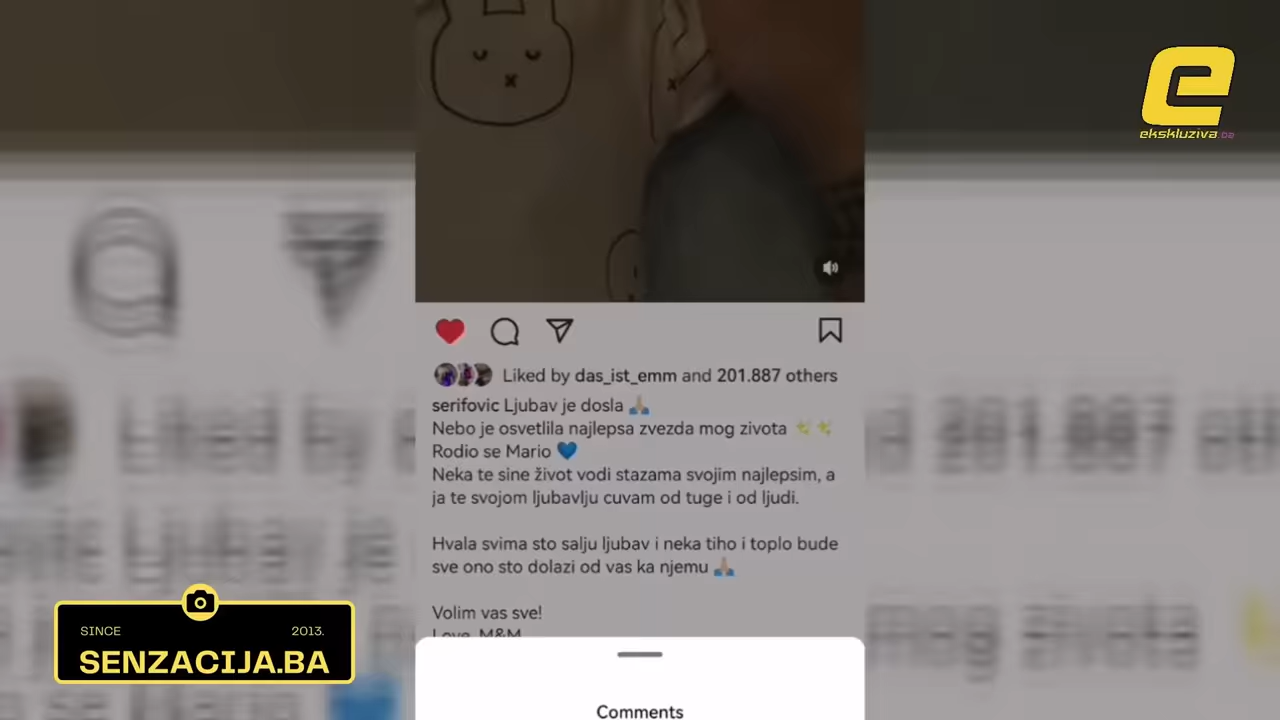 ekskluziva.ba
Liked by das_ist_emm and 201.887 others
serifovic Ljubav je dosla 🙏
Nebo je osvetlila najlepsa zvezda mog zivota ✨✨
Rodio se Mario 💙
Neka te sine život vodi stazama svojim najlepsim, a
ja te svojom ljubavlju cuvam od tuge i od ljudi.
Hvala svima sto salju ljubav i neka tiho i toplo bude
sve ono sto dolazi od vas ka njemu 🙏
Volim vas sve!
Love, M&M
Comments
SINCE 2013.
SENZACIJA.BA